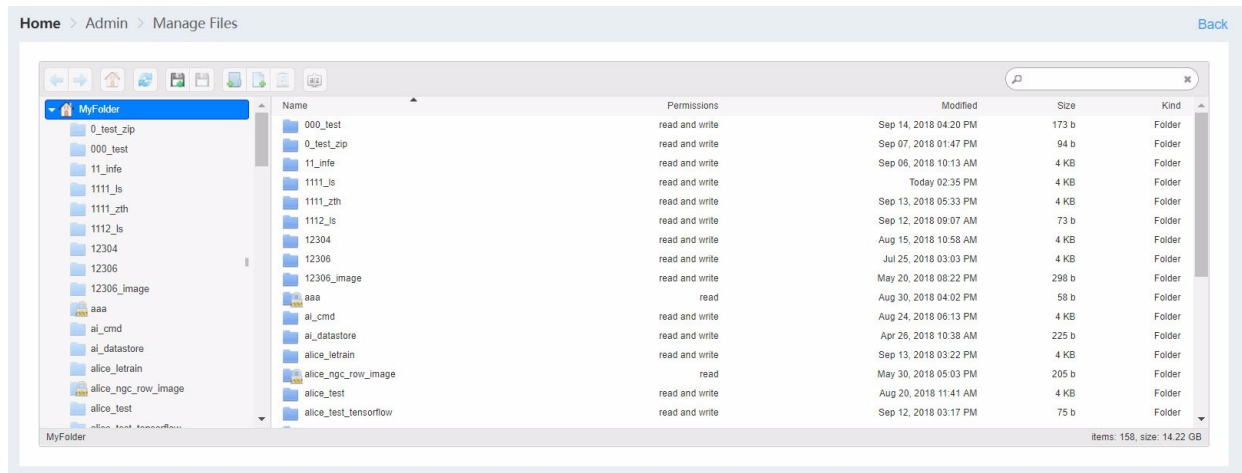 Home > Admin > Manage Files
Back
MyFolder
0_test_zip
000_test
11_infe
1111_ls
1111_zth
1112_ls
12304
12306
12306_image
aaa
ai_cmd
ai_datastore
alice_letrain
alice_ngc_row_image
alice_test
alice_test_tensorflow
Name Permissions Modified Size Kind
000_test read and write Sep 14, 2018 04:20 PM 173 b Folder
0_test_zip read and write Sep 07, 2018 01:47 PM 94 b Folder
11_infe read and write Sep 06, 2018 10:13 AM 4 KB Folder
1111_ls read and write Today 02:35 PM 4 KB Folder
1111_zth read and write Sep 13, 2018 05:33 PM 4 KB Folder
1112_ls read and write Sep 12, 2018 09:07 AM 73 b Folder
12304 read and write Aug 15, 2018 10:58 AM 4 KB Folder
12306 read and write Jul 25, 2018 03:03 PM 4 KB Folder
12306_image read and write May 20, 2018 08:22 PM 298 b Folder
aaa read Aug 30, 2018 04:02 PM 58 b Folder
ai_cmd read and write Aug 24, 2018 06:13 PM 4 KB Folder
ai_datastore read and write Apr 26, 2018 10:38 AM 225 b Folder
alice_letrain read and write Sep 13, 2018 03:22 PM 4 KB Folder
alice_ngc_row_image read May 30, 2018 05:03 PM 205 b Folder
alice_test read and write Aug 20, 2018 11:41 AM 4 KB Folder
alice_test_tensorflow read and write Sep 12, 2018 03:17 PM 75 b Folder
MyFolder
items: 158, size: 14.22 GB